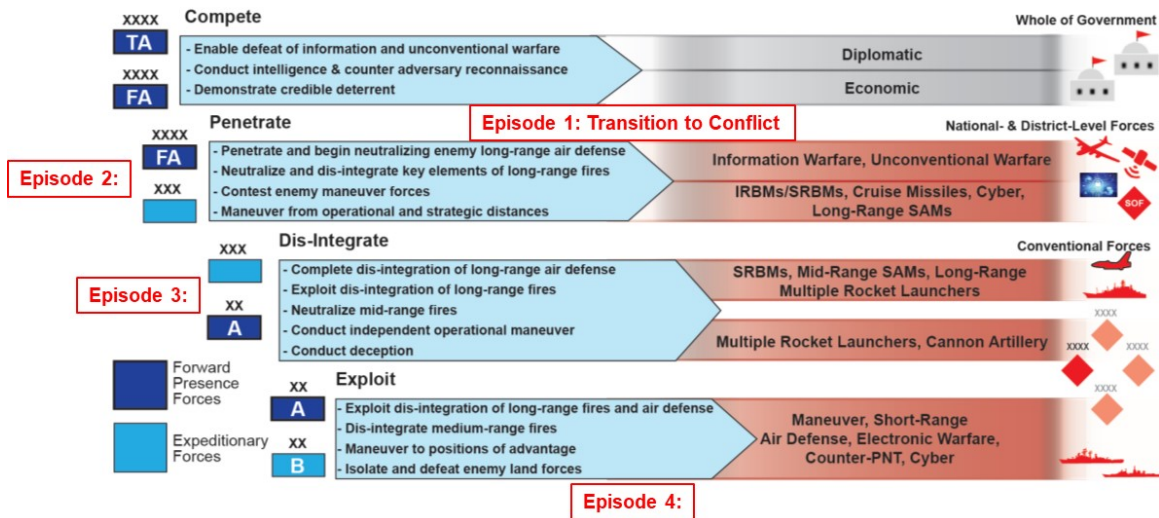 Compete
Whole of Government
XXXX
TA
- Enable defeat of information and unconventional warfare
- Conduct intelligence & counter adversary reconnaissance
- Demonstrate credible deterrent
XXXX
FA
Diplomatic
Economic
Episode 1: Transition to Conflict
Penetrate
National- & District-Level Forces
Episode 2:
XXXX
FA
XXX
- Penetrate and begin neutralizing enemy long-range air defense
- Neutralize and dis-integrate key elements of long-range fires
- Contest enemy maneuver forces
- Maneuver from operational and strategic distances
Information Warfare, Unconventional Warfare
IRBMs/SRBMs, Cruise Missiles, Cyber,
Long-Range SAMs
SOF
Dis-Integrate
Conventional Forces
Episode 3:
XXX
XX
A
- Complete dis-integration of long-range air defense
- Exploit dis-integration of long-range fires
- Neutralize mid-range fires
- Conduct independent operational maneuver
- Conduct deception
SRBMs, Mid-Range SAMs, Long-Range
Multiple Rocket Launchers
Multiple Rocket Launchers, Cannon Artillery
XXXX
XXXX
XXXX
XXXX
Forward
Presence
Forces
Expeditionary
Forces
Exploit
XX
A
XX
B
- Exploit dis-integration of long-range fires and air defense
- Dis-integrate medium-range fires
- Maneuver to positions of advantage
- Isolate and defeat enemy land forces
Maneuver, Short-Range
Air Defense, Electronic Warfare,
Counter-PNT, Cyber
Episode 4: